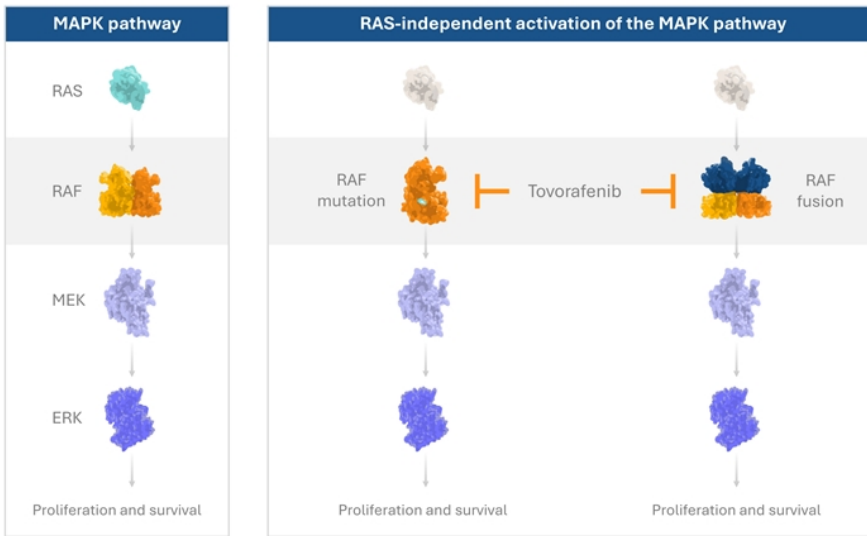 MAPK pathway
RAS
RAF
MEK
ERK
Proliferation and survival
RAS-independent activation of the MAPK pathway
RAF
mutation
Tovorafenib
RAF
fusion
Proliferation and survival
Proliferation and survival